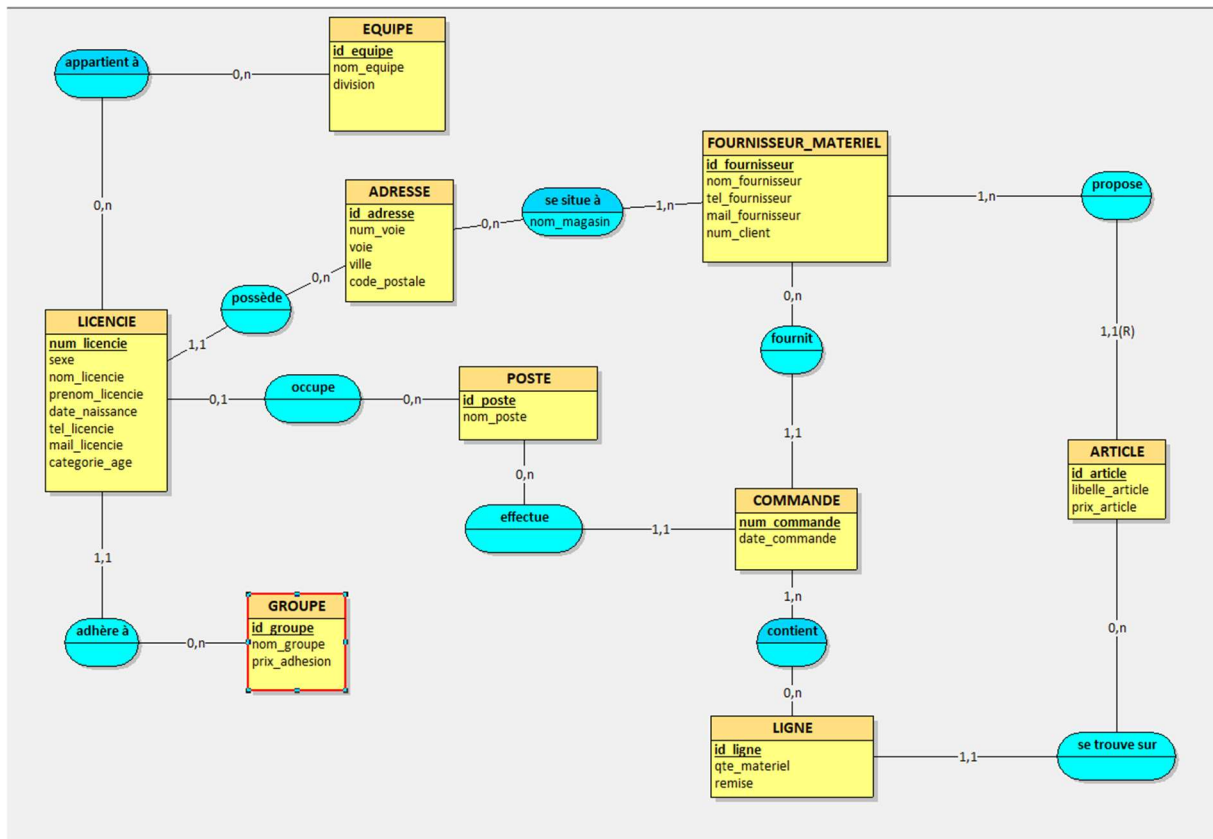 EQUIPE
id_equipe
nom_equipe
division
appartient à
0,n
0,n
FOURNISSEUR_MATERIEL
id_fournisseur
nom_fournisseur
tel_fournisseur
mail_fournisseur
num_client
ADRESSE
id_adresse
num_voie
voie
ville
code_postale
se situe à
nom_magasin
0,n
1,n
propose
1,n
1,1(R)
possède
0,n
1,1
fournit
0,n
1,1
LICENCIE
num_licencie
sexe
nom_licencie
prenom_licencie
date_naissance
tel_licencie
mail_licencie
categorie_age
occupe
0,1
0,n
POSTE
id_poste
nom_poste
0,n
effectue
1,1
ARTICLE
id_article
libelle_article
prix_article
COMMANDE
num_commande
date_commande
1,1
adhère à
0,n
GROUPE
id_groupe
nom_groupe
prix_adhesion
1,n
contient
0,n
0,n
LIGNE
id_ligne
qte_materiel
remise
1,1
se trouve sur